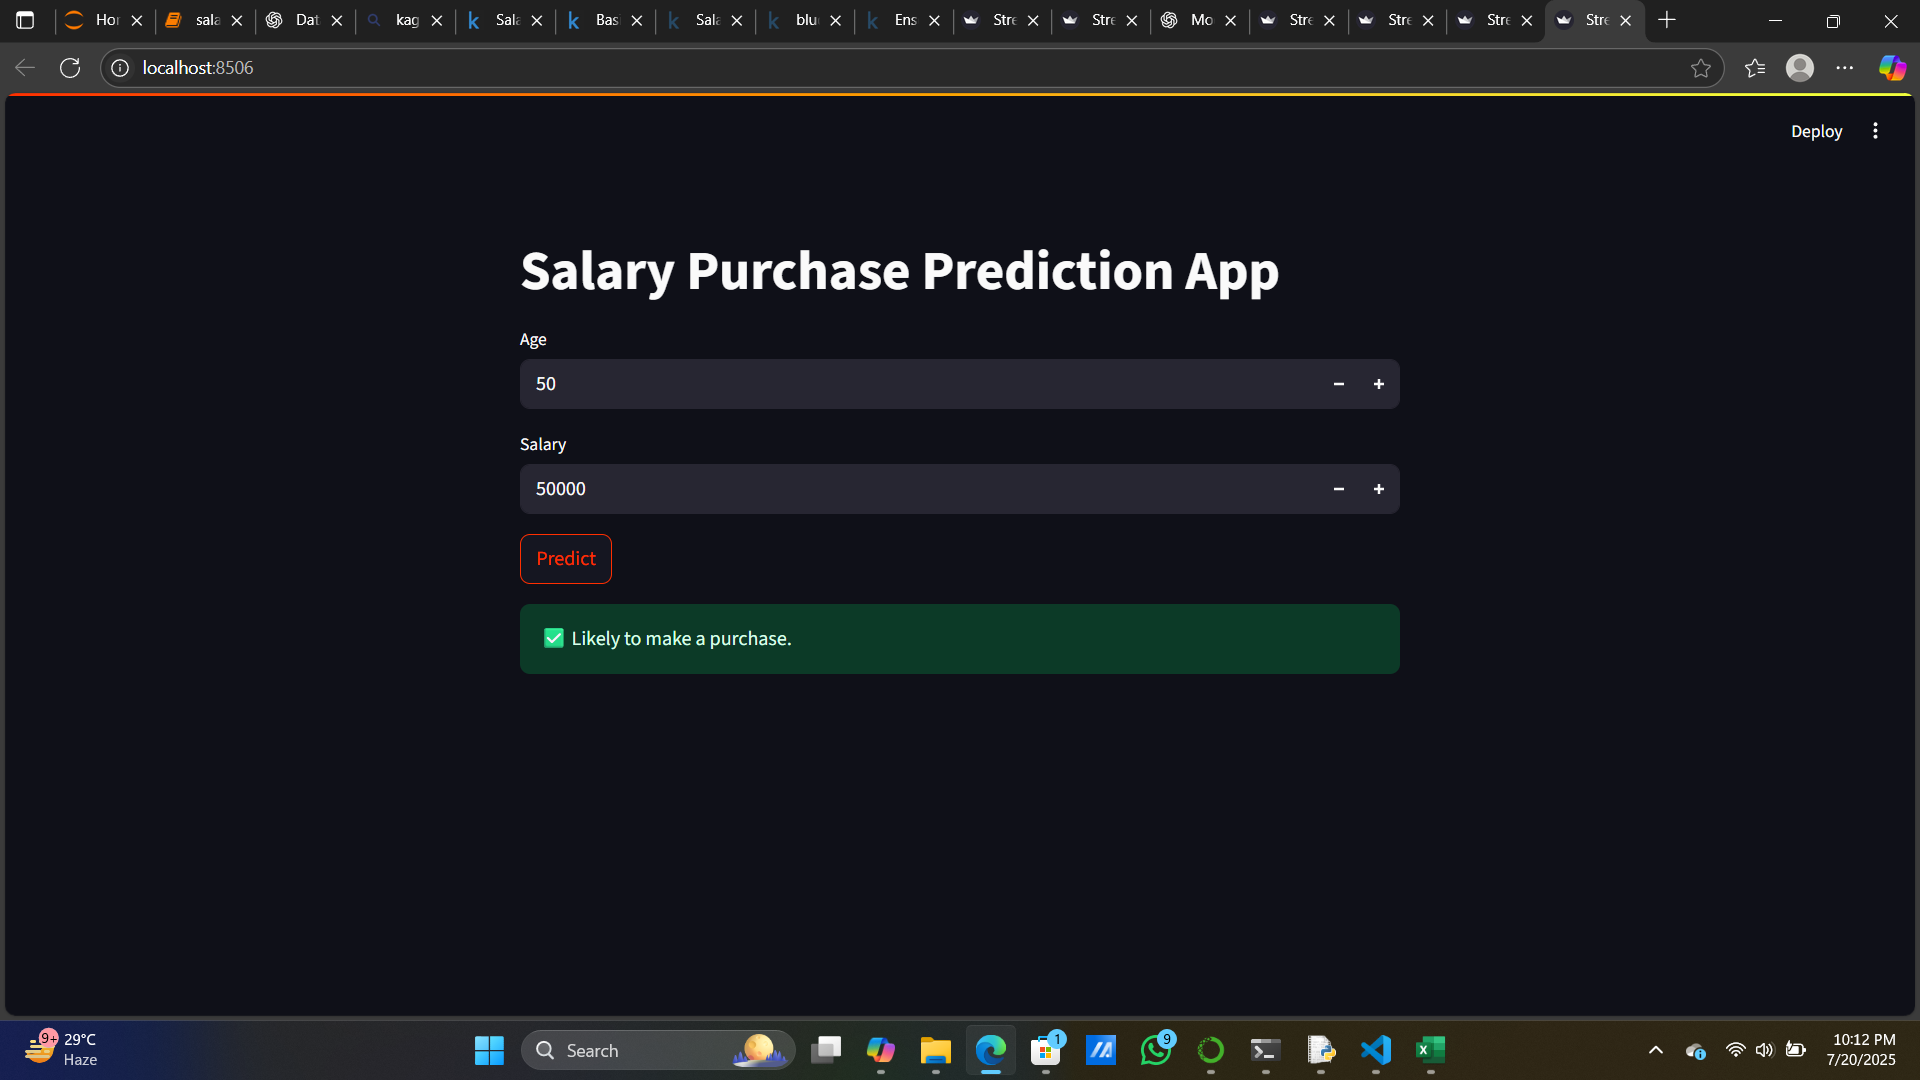 Hor
sala
Dat
kag
Sala
Bas
Sala
blu
Ens
Stre
Stre
Mo
Stre
Stre
Stre
Stre
localhost:8506
Deploy
Salary Purchase Prediction App
Age
50
Salary
50000
Predict
Likely to make a purchase.
9+
29°C
Haze
Search
1
9
10:12 PM
7/20/2025